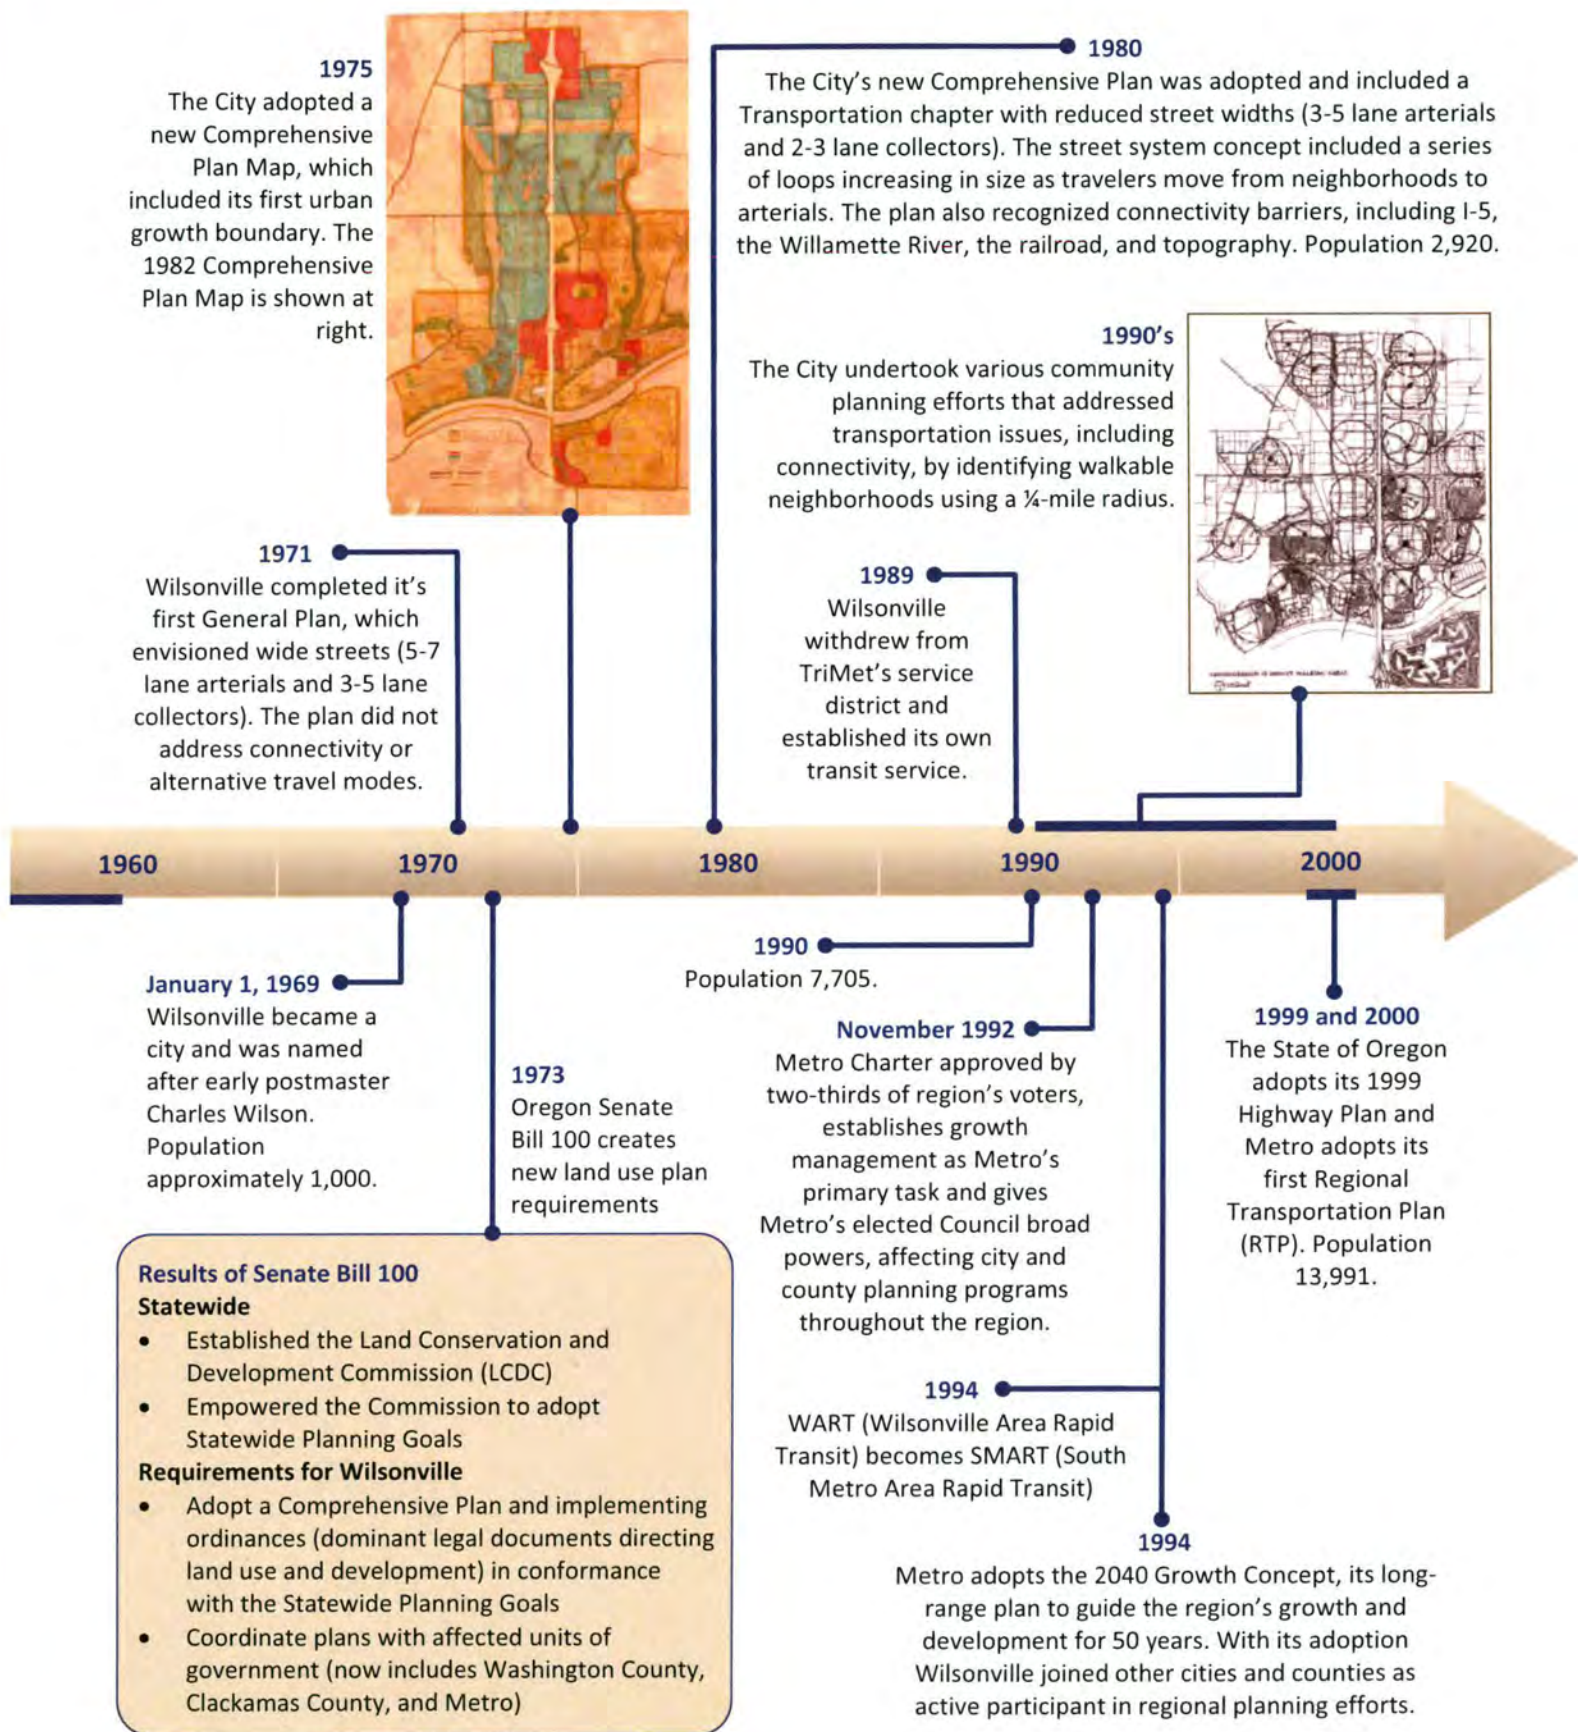 1975
The City adopted a
new Comprehensive
Plan Map, which
included its first urban
growth boundary. The
1982 Comprehensive
Plan Map is shown at
right.
1980
The City’s new Comprehensive Plan was adopted and included a
Transportation chapter with reduced street widths (3-5 lane arterials
and 2-3 lane collectors). The street system concept included a series
of loops increasing in size as travelers move from neighborhoods to
arterials. The plan also recognized connectivity barriers, including I-5,
the Willamette River, the railroad, and topography. Population 2,920.
1990's
The City undertook various community
planning efforts that addressed
transportation issues, including
connectivity, by identifying walkable
neighborhoods using a ¼-mile radius.
1971
Wilsonville completed it’s
first General Plan, which
envisioned wide streets (5-7
lane arterials and 3-5 lane
collectors). The plan did not
address connectivity or
alternative travel modes.
1989
Wilsonville
withdrew from
TriMet’s service
district and
established its own
transit service.
1960
1970
1980
1990
2000
January 1, 1969
Wilsonville became a
city and was named
after early postmaster
Charles Wilson.
Population
approximately 1,000.
1973
Oregon Senate
Bill 100 creates
new land use plan
requirements
Results of Senate Bill 100
Statewide
• Established the Land Conservation and
Development Commission (LCDC)
• Empowered the Commission to adopt
Statewide Planning Goals
Requirements for Wilsonville
• Adopt a Comprehensive Plan and implementing
ordinances (dominant legal documents directing
land use and development) in conformance
with the Statewide Planning Goals
• Coordinate plans with affected units of
government (now includes Washington County,
Clackamas County, and Metro)
1990
Population 7,705.
November 1992
Metro Charter approved by
two-thirds of region’s voters,
establishes growth
management as Metro’s
primary task and gives
Metro’s elected Council broad
powers, affecting city and
county planning programs
throughout the region.
1994
WART (Wilsonville Area Rapid
Transit) becomes SMART (South
Metro Area Rapid Transit)
1994
Metro adopts the 2040 Growth Concept, its long-
range plan to guide the region’s growth and
development for 50 years. With its adoption
Wilsonville joined other cities and counties as
active participant in regional planning efforts.
1999 and 2000
The State of Oregon
adopts its 1999
Highway Plan and
Metro adopts its
first Regional
Transportation Plan
(RTP). Population
13,991.